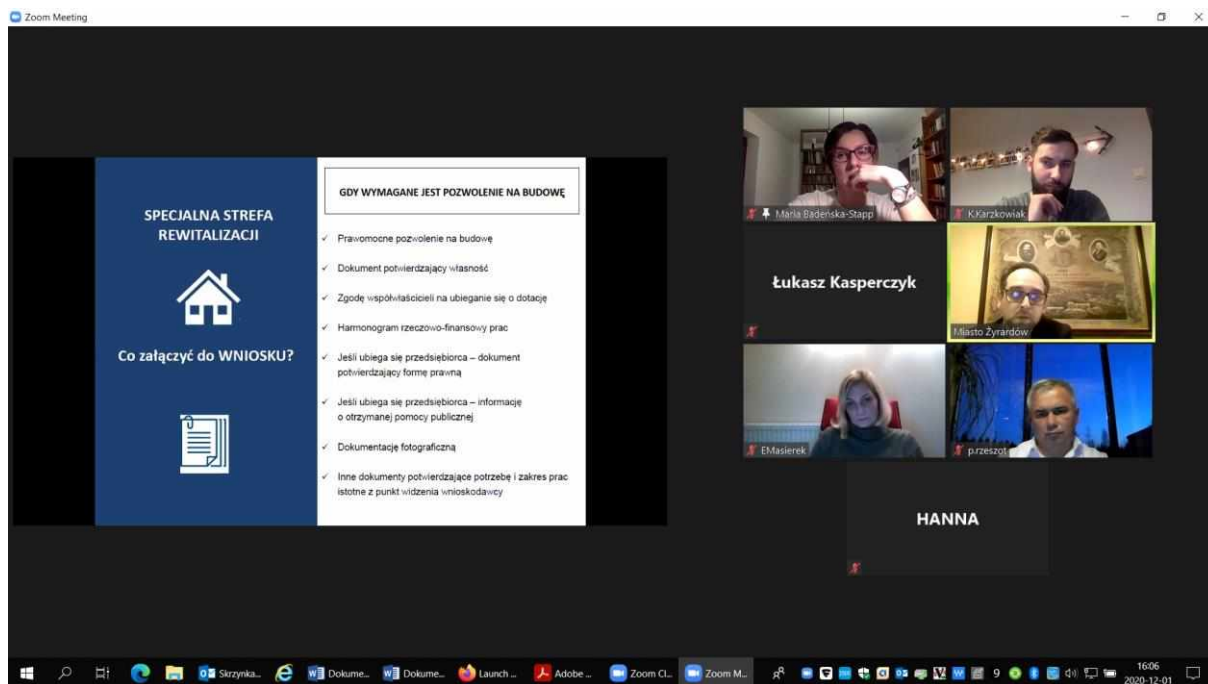 Zoom Meeting
SPECJALNA STREFA
REWITALIZACJI
Co załączyć do WNIOSKU?
GDY WYMAGANE JEST POZWOLENIE NA BUDOWĘ
✓ Prawomocne pozwolenie na budowę
✓ Dokument potwierdzający własność
✓ Zgodę współwłaścicieli na ubieganie się o dotację
✓ Harmonogram rzeczowo-finansowy prac
✓ Jeśli ubiega się przedsiębiorca – dokument
potwierdzający formę prawną
✓ Jeśli ubiega się przedsiębiorca – informację
o otrzymanej pomocy publicznej
✓ Dokumentację fotograficzną
✓ Inne dokumenty potwierdzające potrzebę i zakres prac
istotne z punkt widzenia wnioskodawcy
Maria Badeńska-Stapp
K.Karzkowiak
Łukasz Kasperczyk
Miasto Żyrardów
EMasierek
p.rzeszot
HANNA
Skrzynka...
Dokume...
Dokume...
Launch ...
Adobe ...
Zoom Cl...
Zoom M...
16:06
2020-12-01